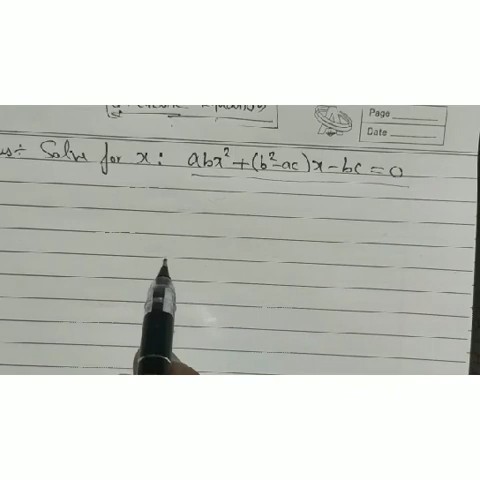 Page
Date
Solve for x: abx² + (b²-ac)x - bc = 0